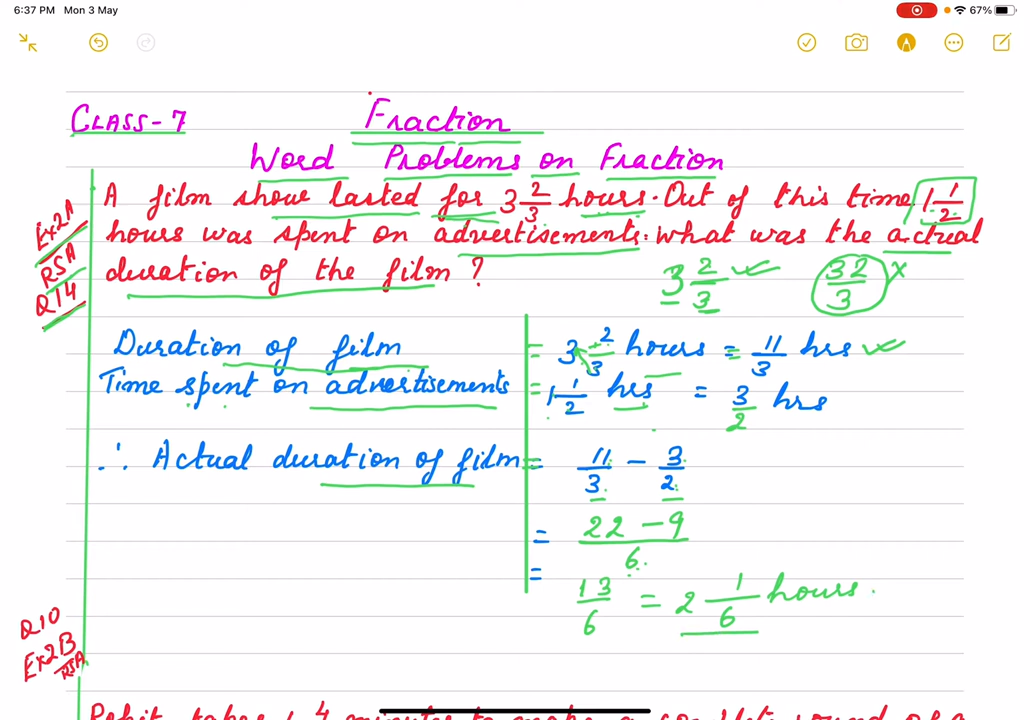 6:37 PM Mon 3 May 67%
CLASS-7 Fraction
Word Problems on Fraction
A film show lasted for 3 2/3 hours. Out of this time 1 1/2
hours was spent on advertisements. What was the actual
duration of the film ?
Ex2A
RSA
Q14
3 2/3 ✓ 32/3 ×
Duration of film = 3 2/3 hours = 11/3 hrs ✓
Time spent on advertisements = 1 1/2 hrs = 3/2 hrs
∴ Actual duration of film = 11/3 - 3/2
= 22 - 9/6
= 13/6 = 2 1/6 hours.
Q10
Ex2B
RSA